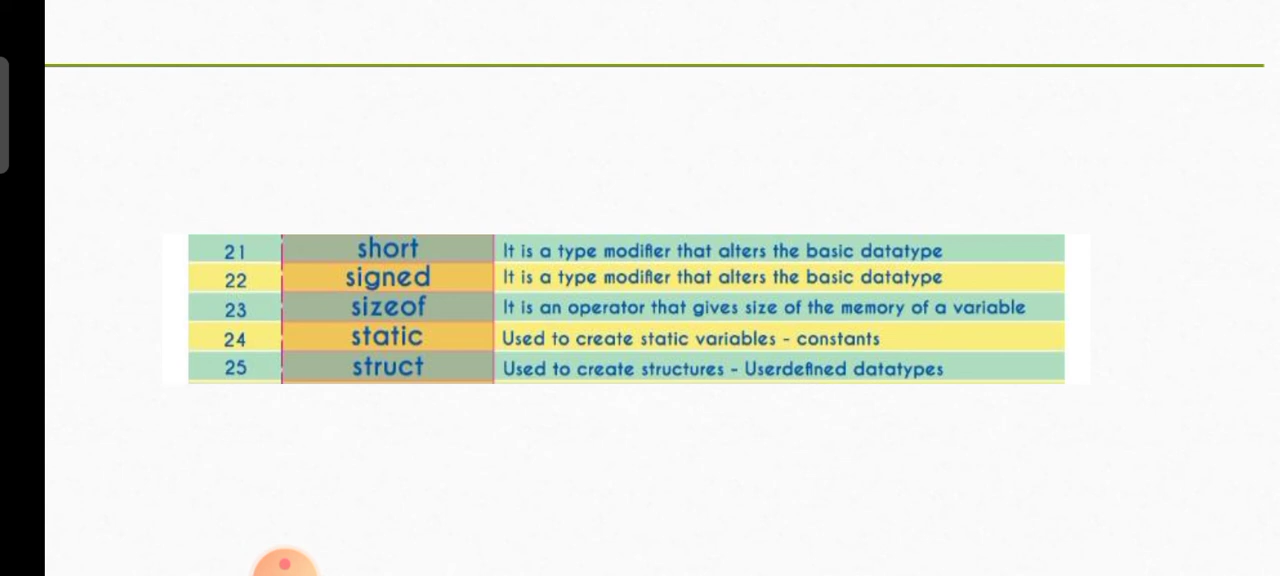 21 short It is a type modifier that alters the basic datatype
22 signed It is a type modifier that alters the basic datatype
23 sizeof It is an operator that gives size of the memory of a variable
24 static Used to create static variables - constants
25 struct Used to create structures - Userdefined datatypes